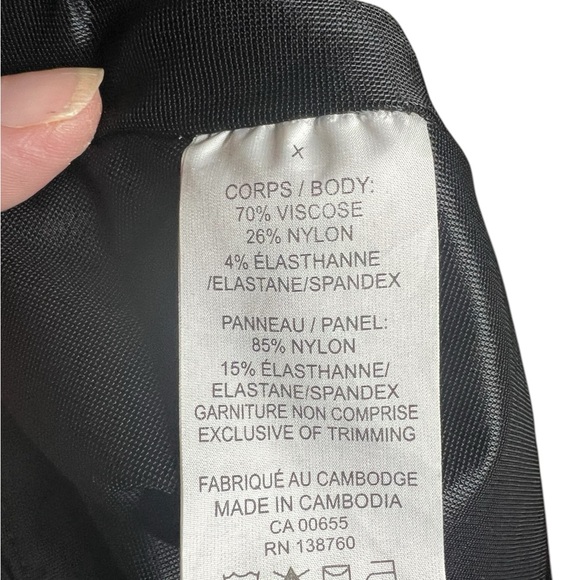 X
CORPS / BODY:
70% VISCOSE
26% NYLON
4% ÉLASTHANNE
/ELASTANE/SPANDEX
PANNEAU / PANEL:
85% NYLON
15% ÉLASTHANNE/
ELASTANE/SPANDEX
GARNITURE NON COMPRISE
EXCLUSIVE OF TRIMMING
FABRIQUÉ AU CAMBODGE
MADE IN CAMBODIA
CA 00655
RN 138760